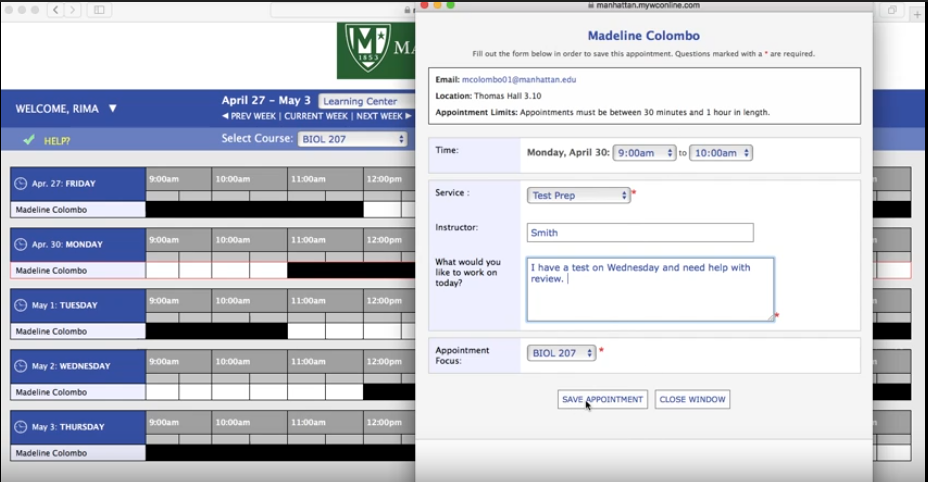 manhattan.mywconline.com
Madeline Colombo
Fill out the form below in order to save this appointment. Questions marked with a * are required.
Email: mcolombo01@manhattan.edu
Location: Thomas Hall 3.10
Appointment Limits: Appointments must be between 30 minutes and 1 hour in length.
Time: Monday, April 30: 9:00am to 10:00am
Service : Test Prep *
Instructor: Smith
What would you
like to work on
today?
I have a test on Wednesday and need help with
review.
*
Appointment
Focus:
BIOL 207 *
SAVE APPOINTMENT CLOSE WINDOW
1853
MA
WELCOME, RIMA ▼
April 27 – May 3 Learning Center
◄ PREV WEEK | CURRENT WEEK | NEXT WEEK ►
HELP?
Select Course: BIOL 207
Apr. 27: FRIDAY 9:00am 10:00am 11:00am 12:00pm
Madeline Colombo
Apr. 30: MONDAY 9:00am 10:00am 11:00am 12:00pm
Madeline Colombo
May 1: TUESDAY 9:00am 10:00am 11:00am 12:00pm
Madeline Colombo
May 2: WEDNESDAY 9:00am 10:00am 11:00am 12:00pm
Madeline Colombo
May 3: THURSDAY 9:00am 10:00am 11:00am 12:00pm
Madeline Colombo